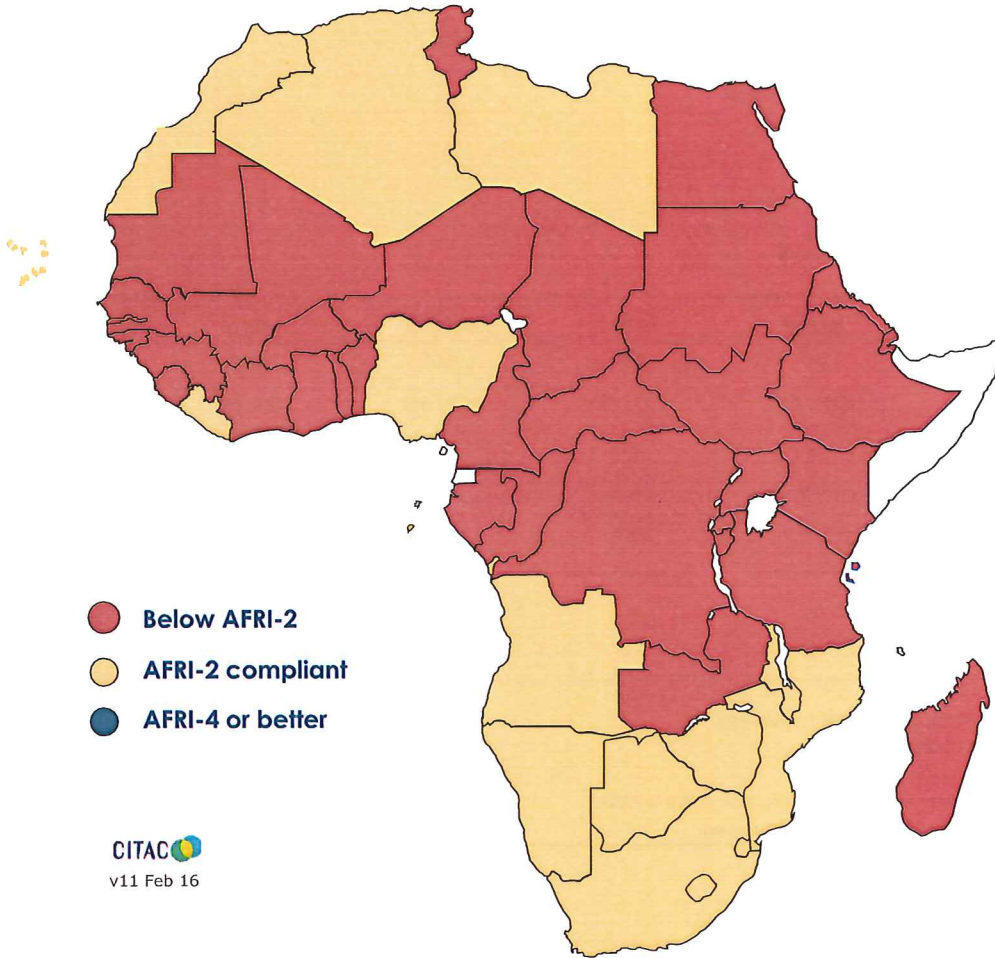 Below AFRI-2
AFRI-2 compliant
AFRI-4 or better
CITAC
v11 Feb 16